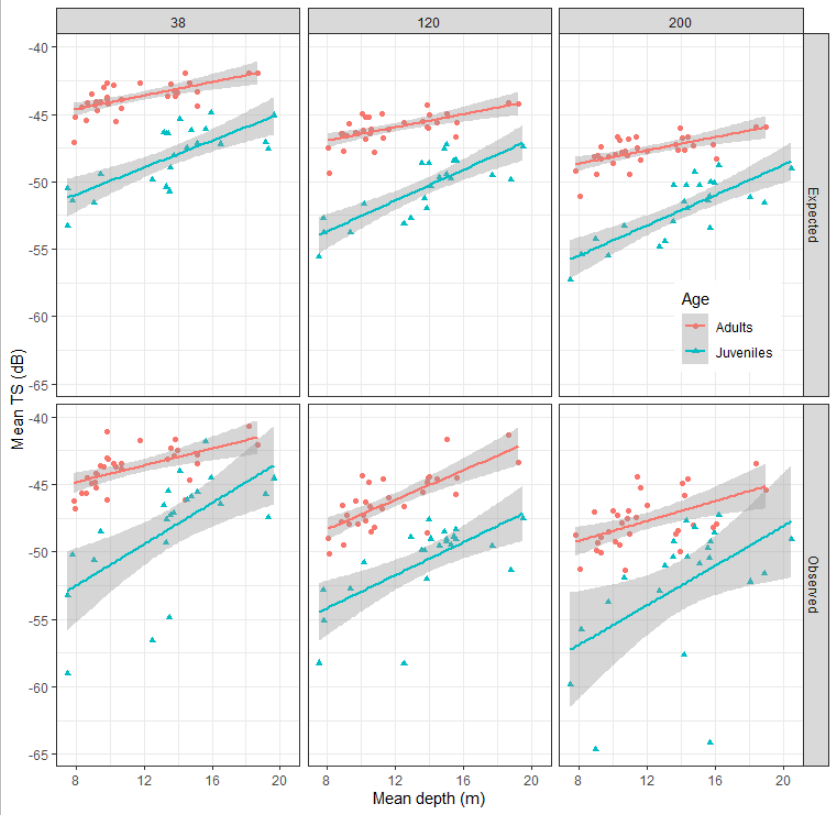 38 120 200
-40
-45
-50
-55
-60
-65
Expected
Age
Adults
Juveniles
Mean TS (dB)
-40
-45
-50
-55
-60
-65
Observed
8 12 16 20 8 12 16 20 8 12 16 20
Mean depth (m)